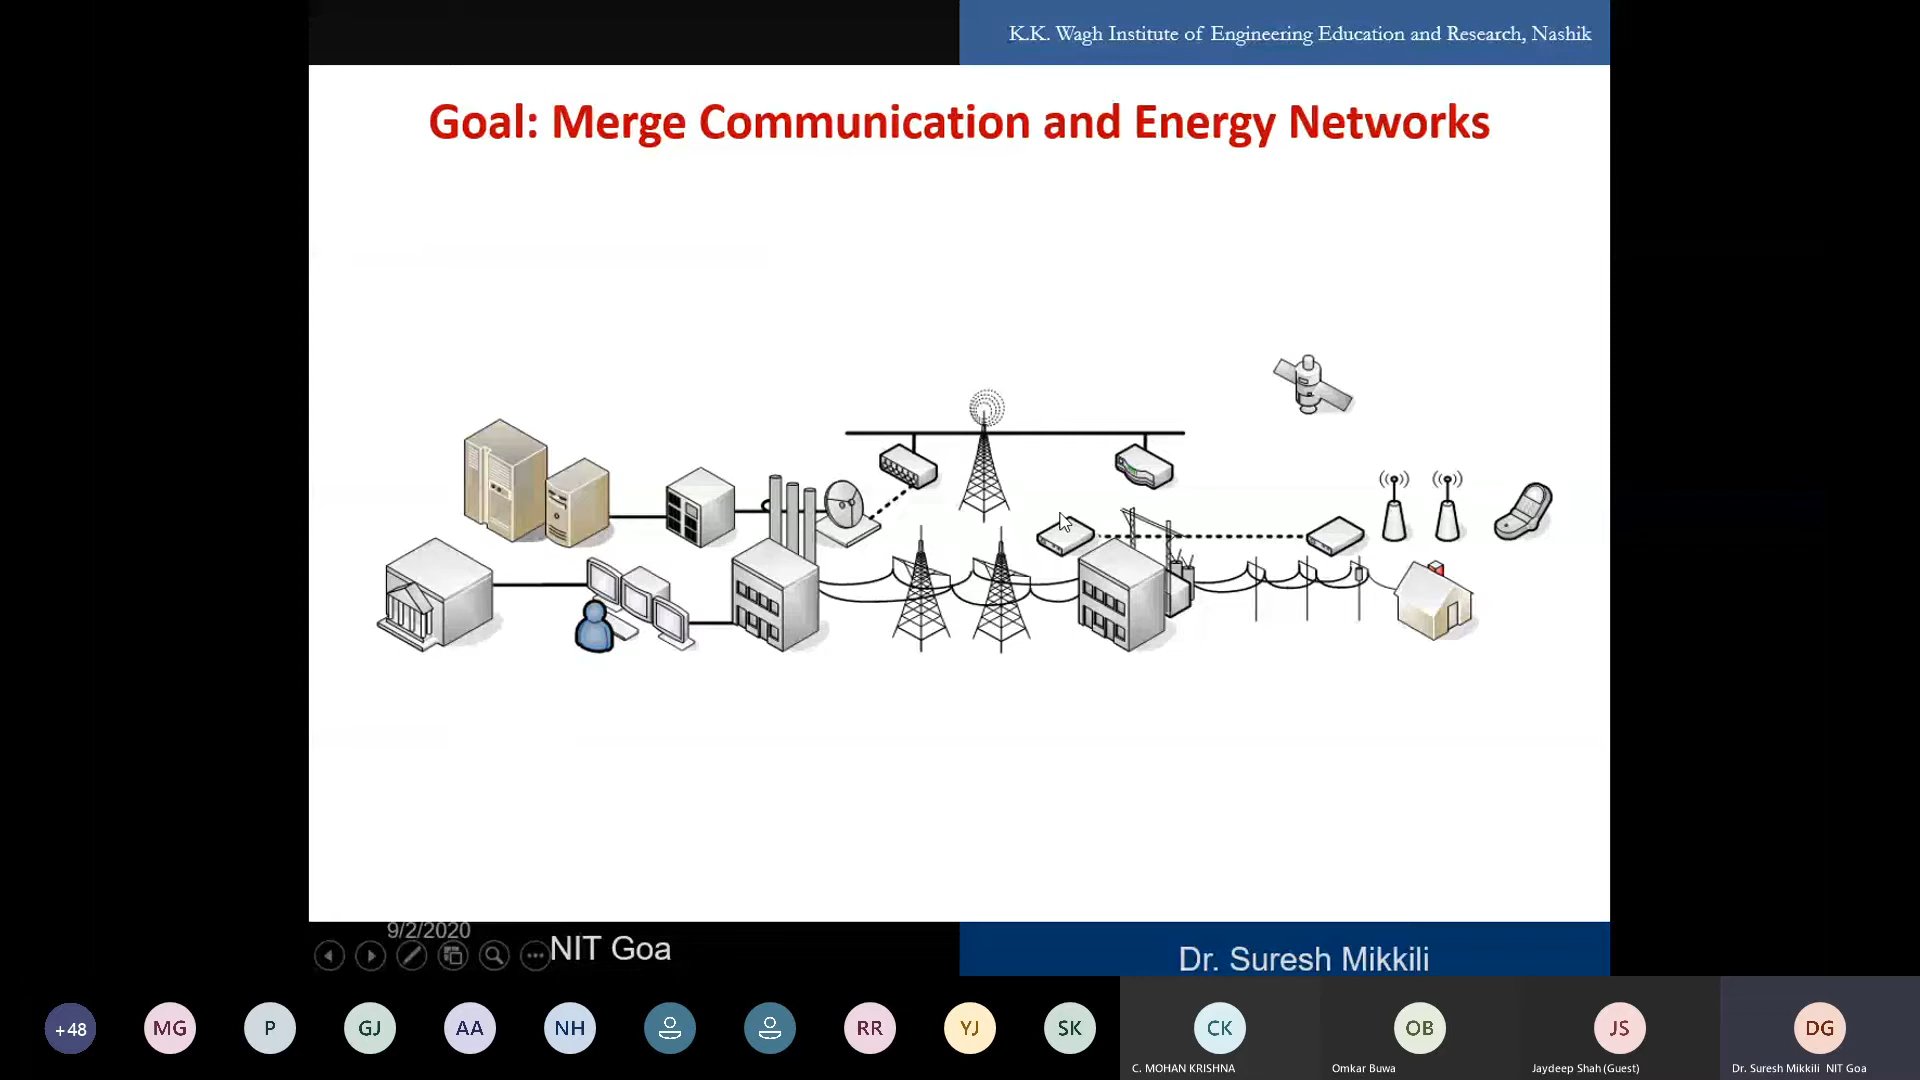 K.K. Wagh Institute of Engineering Education and Research, Nashik
Goal: Merge Communication and Energy Networks
9/2/2020
NIT Goa
Dr. Suresh Mikkili
+48
MG
P
GJ
AA
NH
RR
YJ
SK
CK
OB
JS
DG
C. MOHAN KRISHNA
Omkar Buwa
Jaydeep Shah (Guest)
Dr. Suresh Mikkili NIT Goa